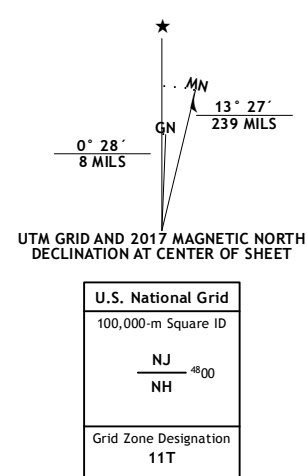 ★
MN
GN
13° 27´
239 MILS
0° 28´
8 MILS
UTM GRID AND 2017 MAGNETIC NORTH
DECLINATION AT CENTER OF SHEET
U.S. National Grid
100,000-m Square ID
NJ
4800
NH
Grid Zone Designation
11T